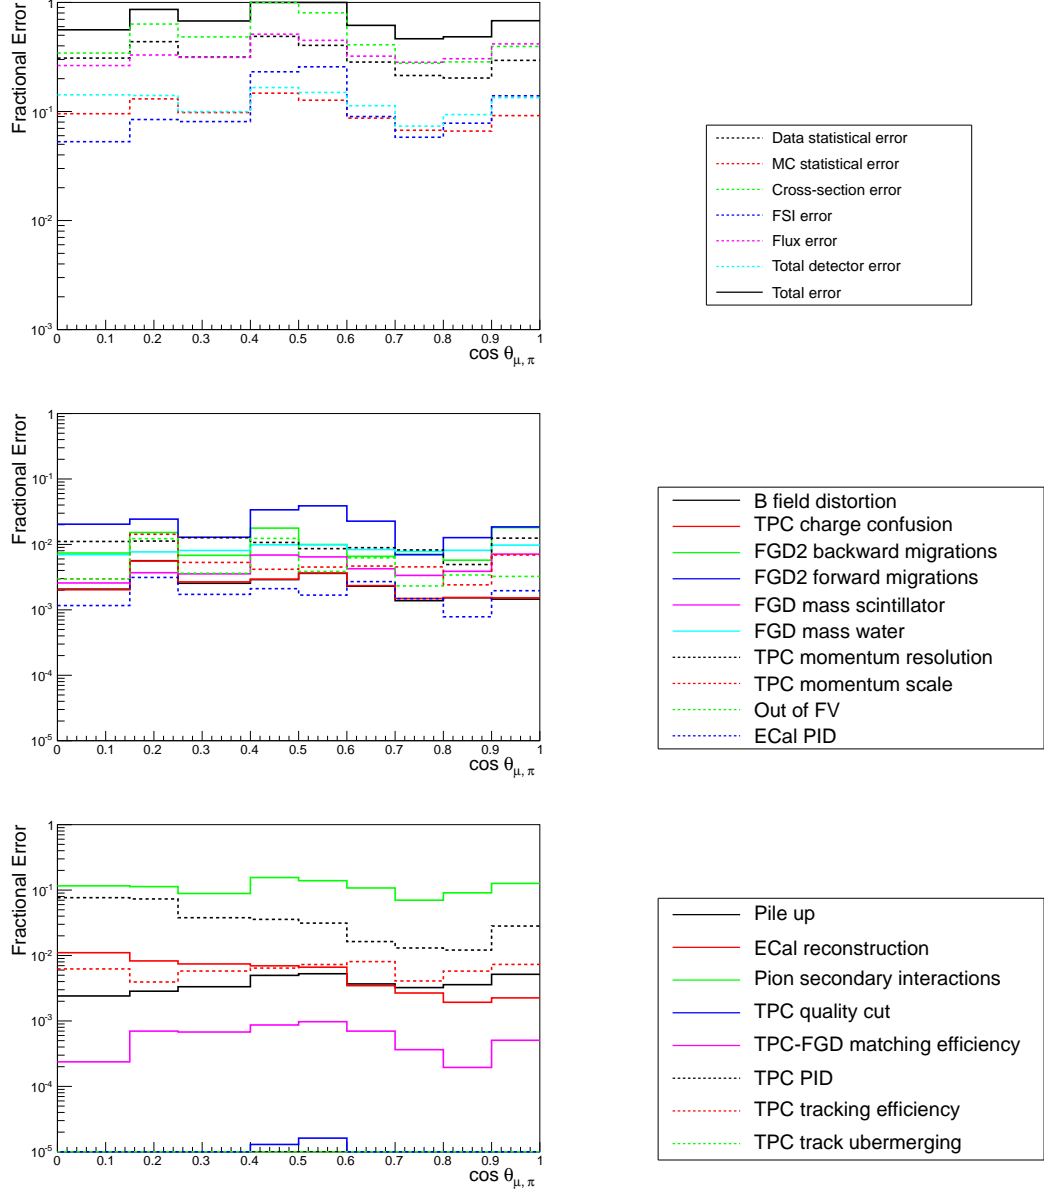 Fractional Error
1
10⁻¹
10⁻²
10⁻³
0 0.1 0.2 0.3 0.4 0.5 0.6 0.7 0.8 0.9 1
cos θμ, π
Data statistical error
MC statistical error
Cross-section error
FSI error
Flux error
Total detector error
Total error
Fractional Error
1
10⁻¹
10⁻²
10⁻³
10⁻⁴
10⁻⁵
0 0.1 0.2 0.3 0.4 0.5 0.6 0.7 0.8 0.9 1
cos θμ, π
B field distortion
TPC charge confusion
FGD2 backward migrations
FGD2 forward migrations
FGD mass scintillator
FGD mass water
TPC momentum resolution
TPC momentum scale
Out of FV
ECal PID
Fractional Error
1
10⁻¹
10⁻²
10⁻³
10⁻⁴
10⁻⁵
0 0.1 0.2 0.3 0.4 0.5 0.6 0.7 0.8 0.9 1
cos θμ, π
Pile up
ECal reconstruction
Pion secondary interactions
TPC quality cut
TPC-FGD matching efficiency
TPC PID
TPC tracking efficiency
TPC track ubermerging